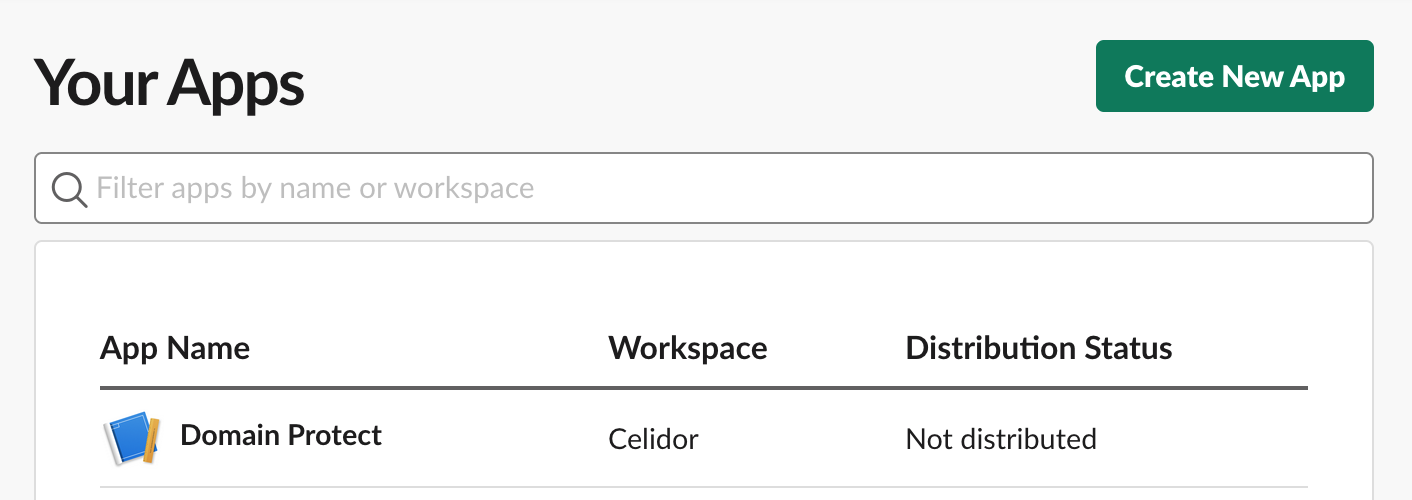 Your Apps
Create New App
Filter apps by name or workspace
App Name Workspace Distribution Status
Domain Protect Celidor Not distributed